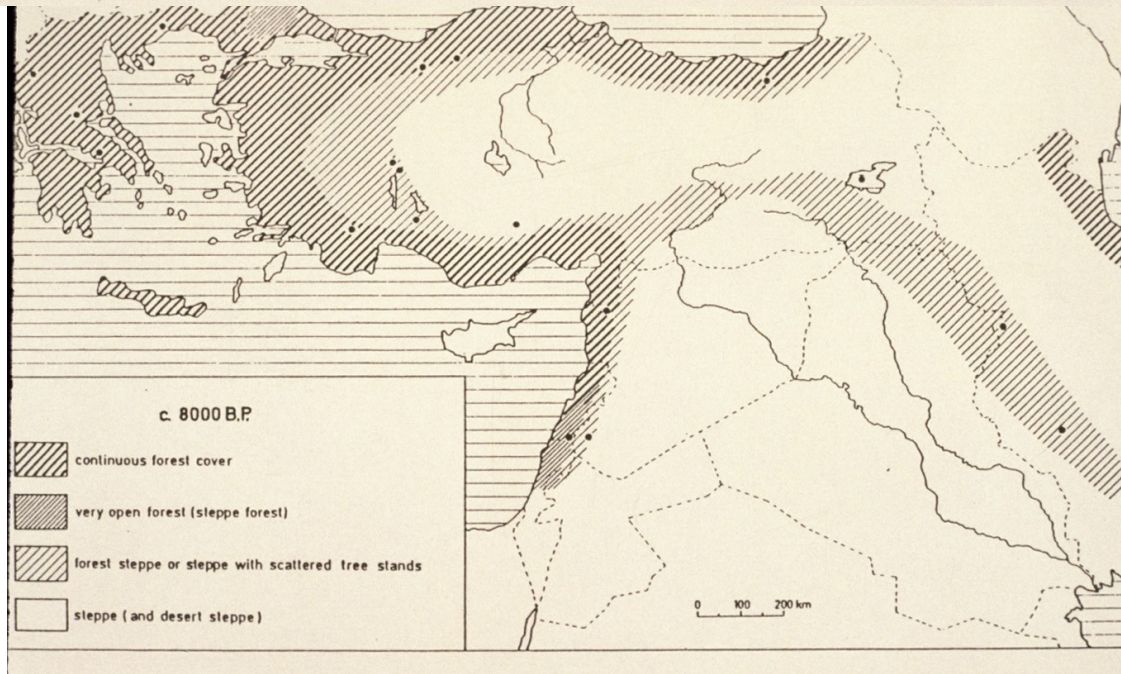 c. 8000 B.P.
continuous forest cover
very open forest (steppe forest)
forest steppe or steppe with scattered tree stands
steppe (and desert steppe)
0 100 200 km